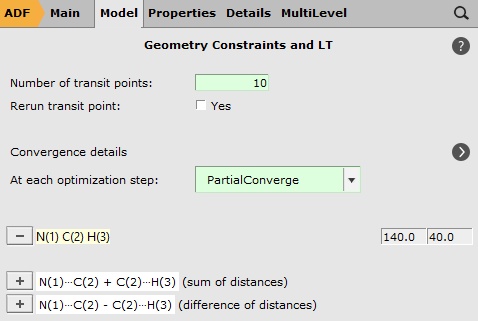 ADF Main Model Properties Details MultiLevel
Geometry Constraints and LT
Number of transit points: 10
Rerun transit point: Yes
Convergence details
At each optimization step: PartialConverge
N(1) C(2) H(3) 140.0 40.0
N(1)···C(2) + C(2)···H(3) (sum of distances)
N(1)···C(2) - C(2)···H(3) (difference of distances)